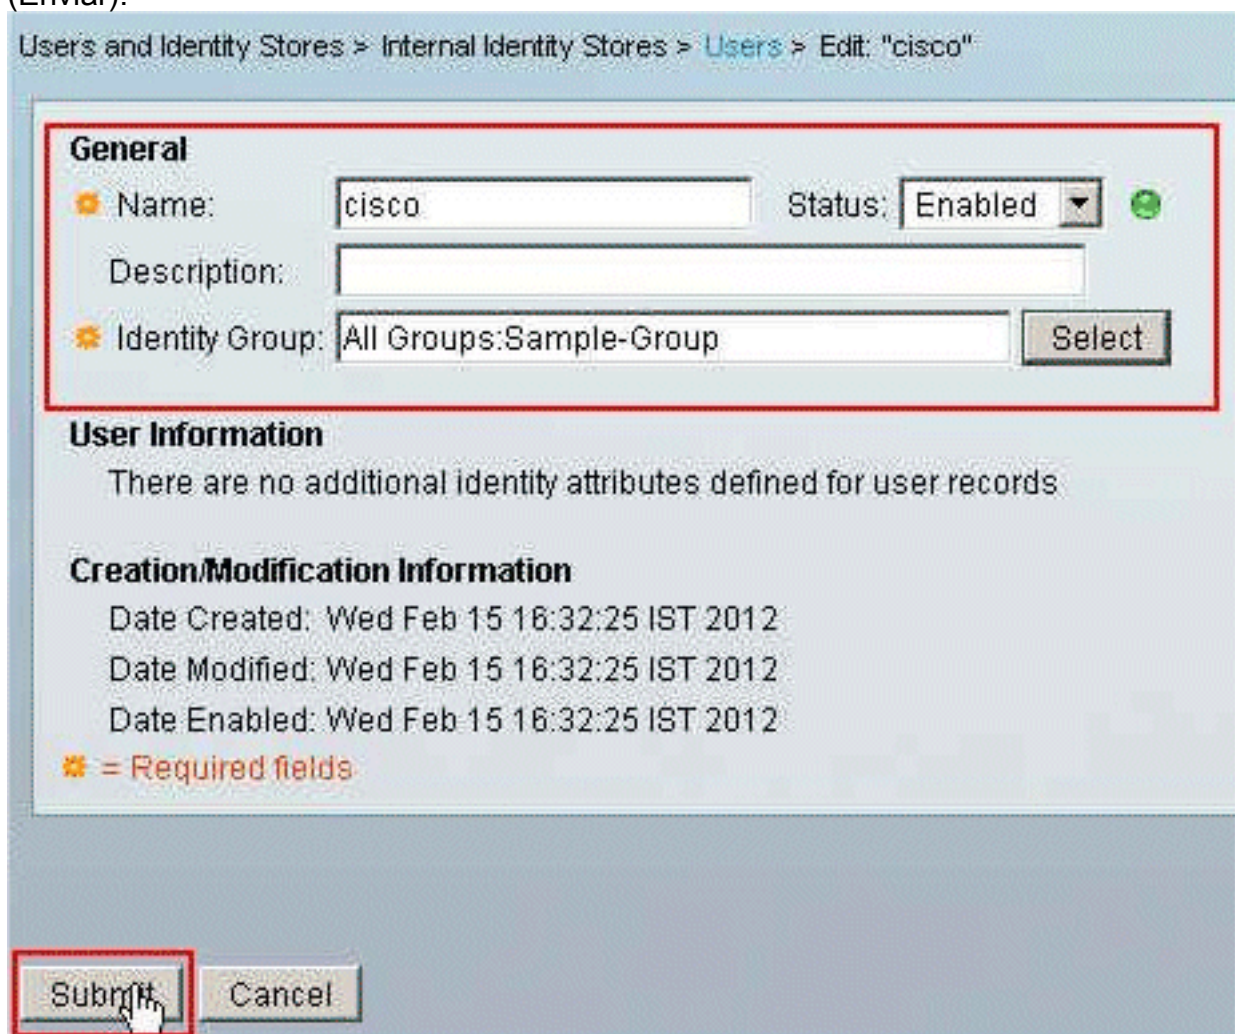 (Enviar).
Users and Identity Stores > Internal Identity Stores > Users > Edit: "cisco"
General
Name: cisco Status: Enabled
Description:
Identity Group: All Groups:Sample-Group Select
User Information
There are no additional identity attributes defined for user records
Creation/Modification Information
Date Created: Wed Feb 15 16:32:25 IST 2012
Date Modified: Wed Feb 15 16:32:25 IST 2012
Date Enabled: Wed Feb 15 16:32:25 IST 2012
= Required fields
Submit Cancel